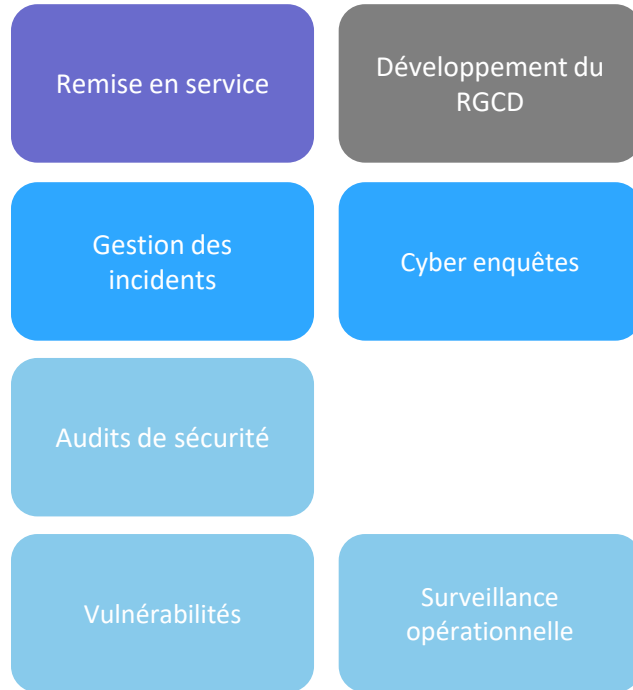 Remise en service
Développement du
RGCD
Gestion des
incidents
Cyber enquêtes
Audits de sécurité
Vulnérabilités
Surveillance
opérationnelle